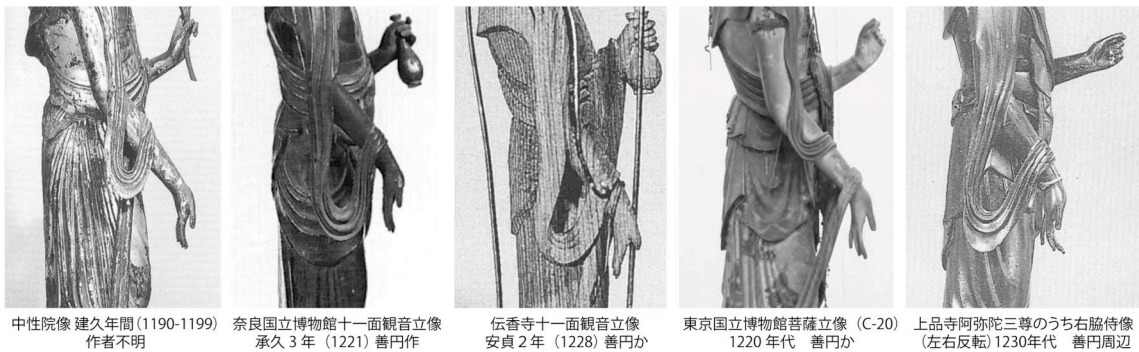 中性院像 建久年間（1190-1199）
作者不明
奈良国立博物館十一面観音立像
承久３年（1221）善円作
伝香寺十一面観音立像
安貞２年（1228）善円か
東京国立博物館菩薩立像（C-20）
1220年代　善円か
上品寺阿弥陀三尊のうち右脇侍像
（左右反転）1230年代　善円周辺